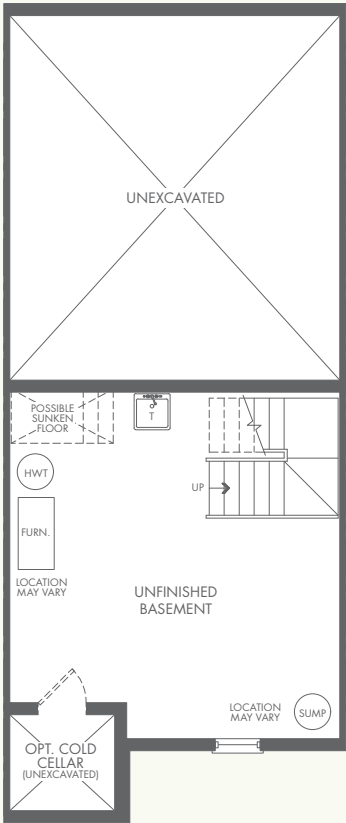 UNEXCAVATED
POSSIBLE
SUNKEN
FLOOR
T
HWT
UP
FURN.
LOCATION
MAY VARY
UNFINISHED
BASEMENT
LOCATION
MAY VARY
SUMP
OPT. COLD
CELLAR
(UNEXCAVATED)